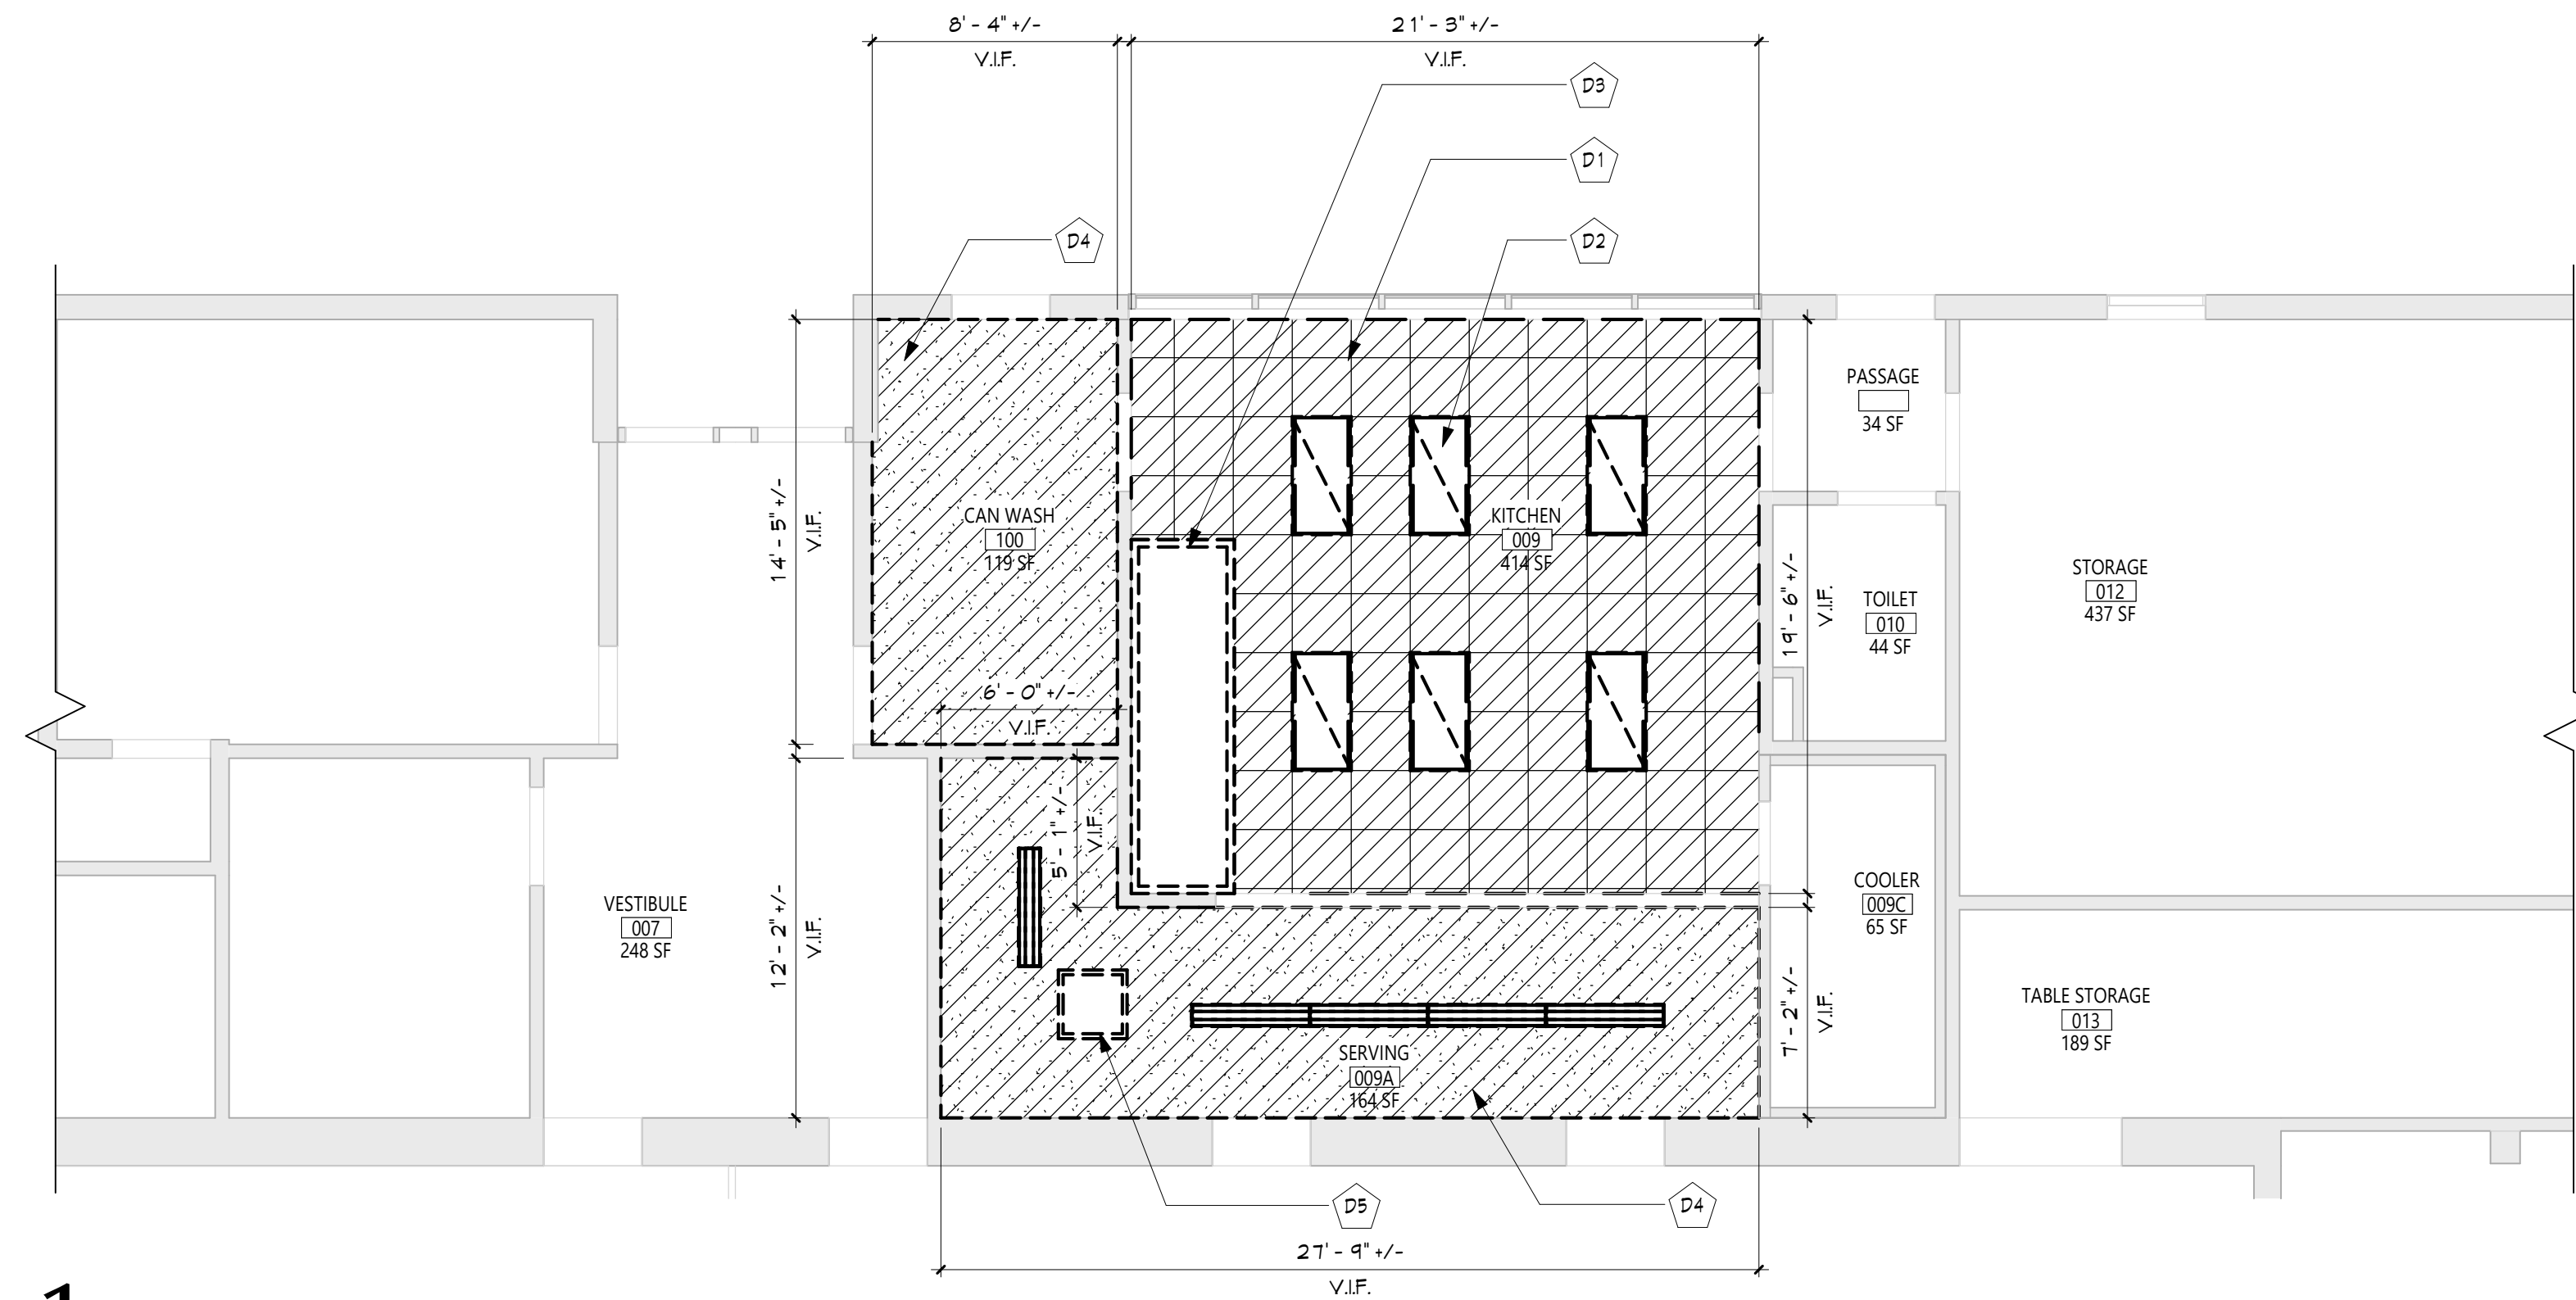 8' - 4" +/-
V.I.F.
21' - 3" +/-
V.I.F.
D3
D1
D2
D4
14' - 5" +/-
V.I.F.
CAN WASH
100
119 SF
KITCHEN
009
414 SF
PASSAGE
34 SF
19' - 6" +/-
V.I.F.
TOILET
010
44 SF
STORAGE
012
437 SF
6' - 0" +/-
V.I.F.
5' - 1" +/-
V.I.F.
VESTIBULE
007
248 SF
12' - 2" +/-
V.I.F.
COOLER
009C
65 SF
7' - 2" +/-
V.I.F.
TABLE STORAGE
013
189 SF
SERVING
009A
164 SF
D5
D4
27' - 9" +/-
V.I.F.
1